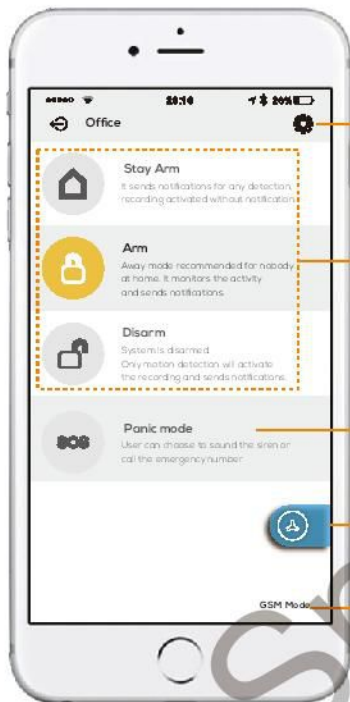 20:16
20%
Office
Stay Arm
It sends notifications for any detection,
recording activated without notification
Arm
Away mode recommended for nobody
at home. It monitors the activity
and sends notifications.
Disarm
System is disarmed
Only motion detection will activate
the recording and sends notifications.
SOS
Panic mode
User can choose to sound the siren or
call the emergency number
GSM Mode